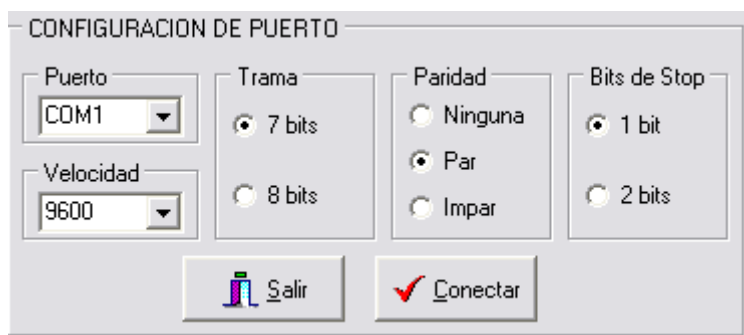 CONFIGURACION DE PUERTO
Puerto
COM1
Velocidad
9600
Trama
7 bits
8 bits
Paridad
Ninguna
Par
Impar
Bits de Stop
1 bit
2 bits
Salir
Conectar